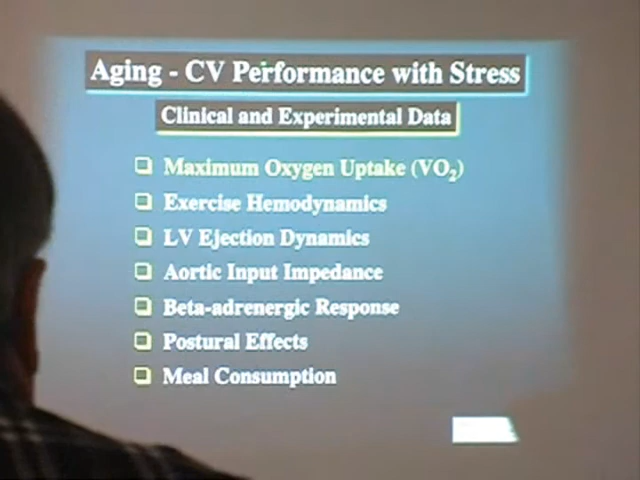 Aging - CV Performance with Stress
Clinical and Experimental Data
Maximum Oxygen Uptake (VO₂)
Exercise Hemodynamics
LV Ejection Dynamics
Aortic Input Impedance
Beta-adrenergic Response
Postural Effects
Meal Consumption